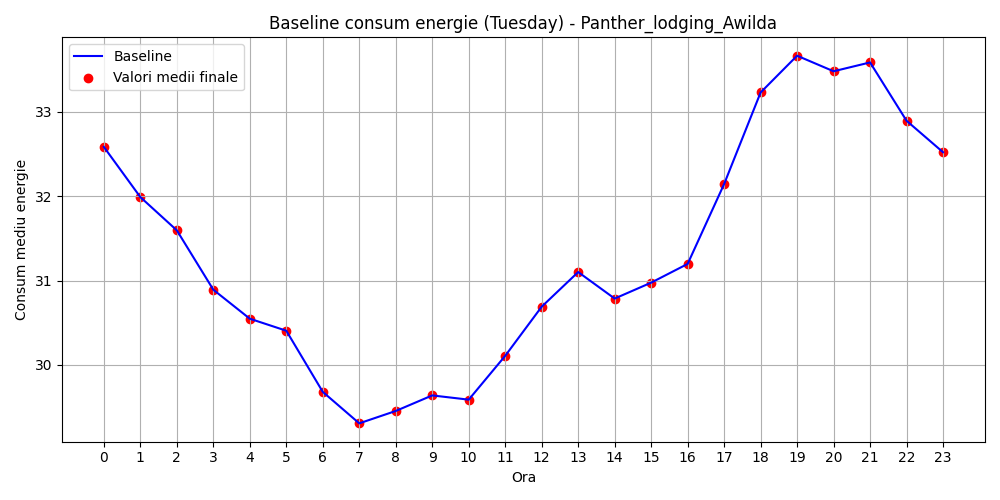 Baseline consum energie (Tuesday) - Panther_lodging_Awilda
Baseline
Valori medii finale
Consum mediu energie
33
32
31
30
0 1 2 3 4 5 6 7 8 9 10 11 12 13 14 15 16 17 18 19 20 21 22 23
Ora